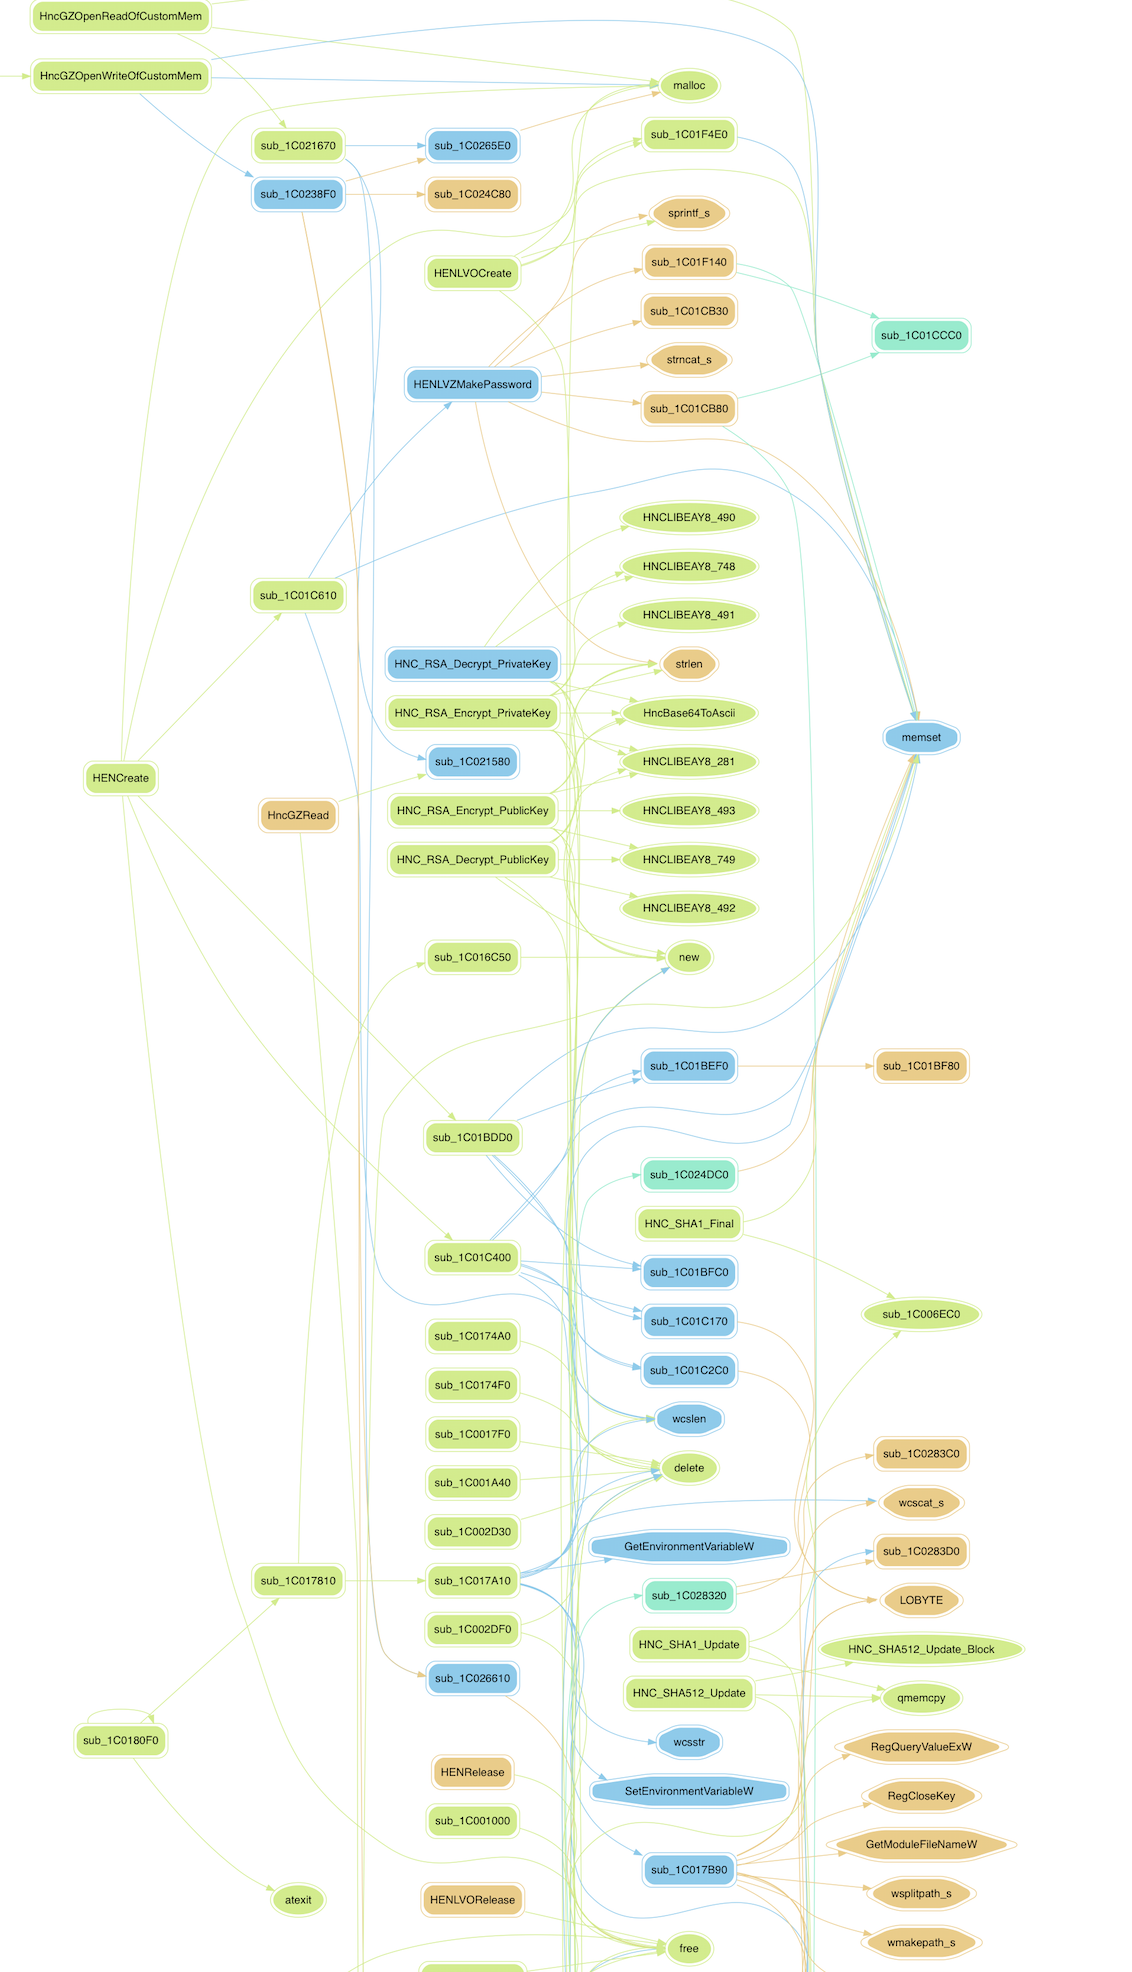 HncGZOpenReadOfCustomMem
HncGZOpenWriteOfCustomMem
malloc
sub_1C01F4E0
sub_1C021670
sub_1C0265E0
sub_1C0238F0
sub_1C024C80
sprintf_s
sub_1C01F140
HENLVOCreate
sub_1C01CB30
sub_1C01CCC0
strncat_s
HENLVZMakePassword
sub_1C01CB80
HNCLIBEAY8_490
HNCLIBEAY8_748
sub_1C01C610
HNCLIBEAY8_491
HNC_RSA_Decrypt_PrivateKey
strlen
HNC_RSA_Encrypt_PrivateKey
HncBase64ToAscii
memset
sub_1C021580
HNCLIBEAY8_281
HENCreate
HncGZRead
HNC_RSA_Encrypt_PublicKey
HNCLIBEAY8_493
HNC_RSA_Decrypt_PublicKey
HNCLIBEAY8_749
HNCLIBEAY8_492
sub_1C016C50
new
sub_1C01BEF0
sub_1C01BF80
sub_1C01BDD0
sub_1C024DC0
HNC_SHA1_Final
sub_1C01C400
sub_1C01BFC0
sub_1C006EC0
sub_1C01C170
sub_1C0174A0
sub_1C01C2C0
sub_1C0174F0
wcslen
sub_1C0017F0
sub_1C0283C0
delete
sub_1C001A40
wcscat_s
sub_1C002D30
GetEnvironmentVariableW
sub_1C0283D0
sub_1C017810
sub_1C017A10
sub_1C028320
LOBYTE
sub_1C002DF0
HNC_SHA1_Update
HNC_SHA512_Update_Block
sub_1C026610
HNC_SHA512_Update
qmemcpy
sub_1C0180F0
wcsstr
RegQueryValueExW
HENRelease
SetEnvironmentVariableW
RegCloseKey
sub_1C001000
GetModuleFileNameW
sub_1C017B90
wsplitpath_s
HENLVORelease
atexit
wmakepath_s
free